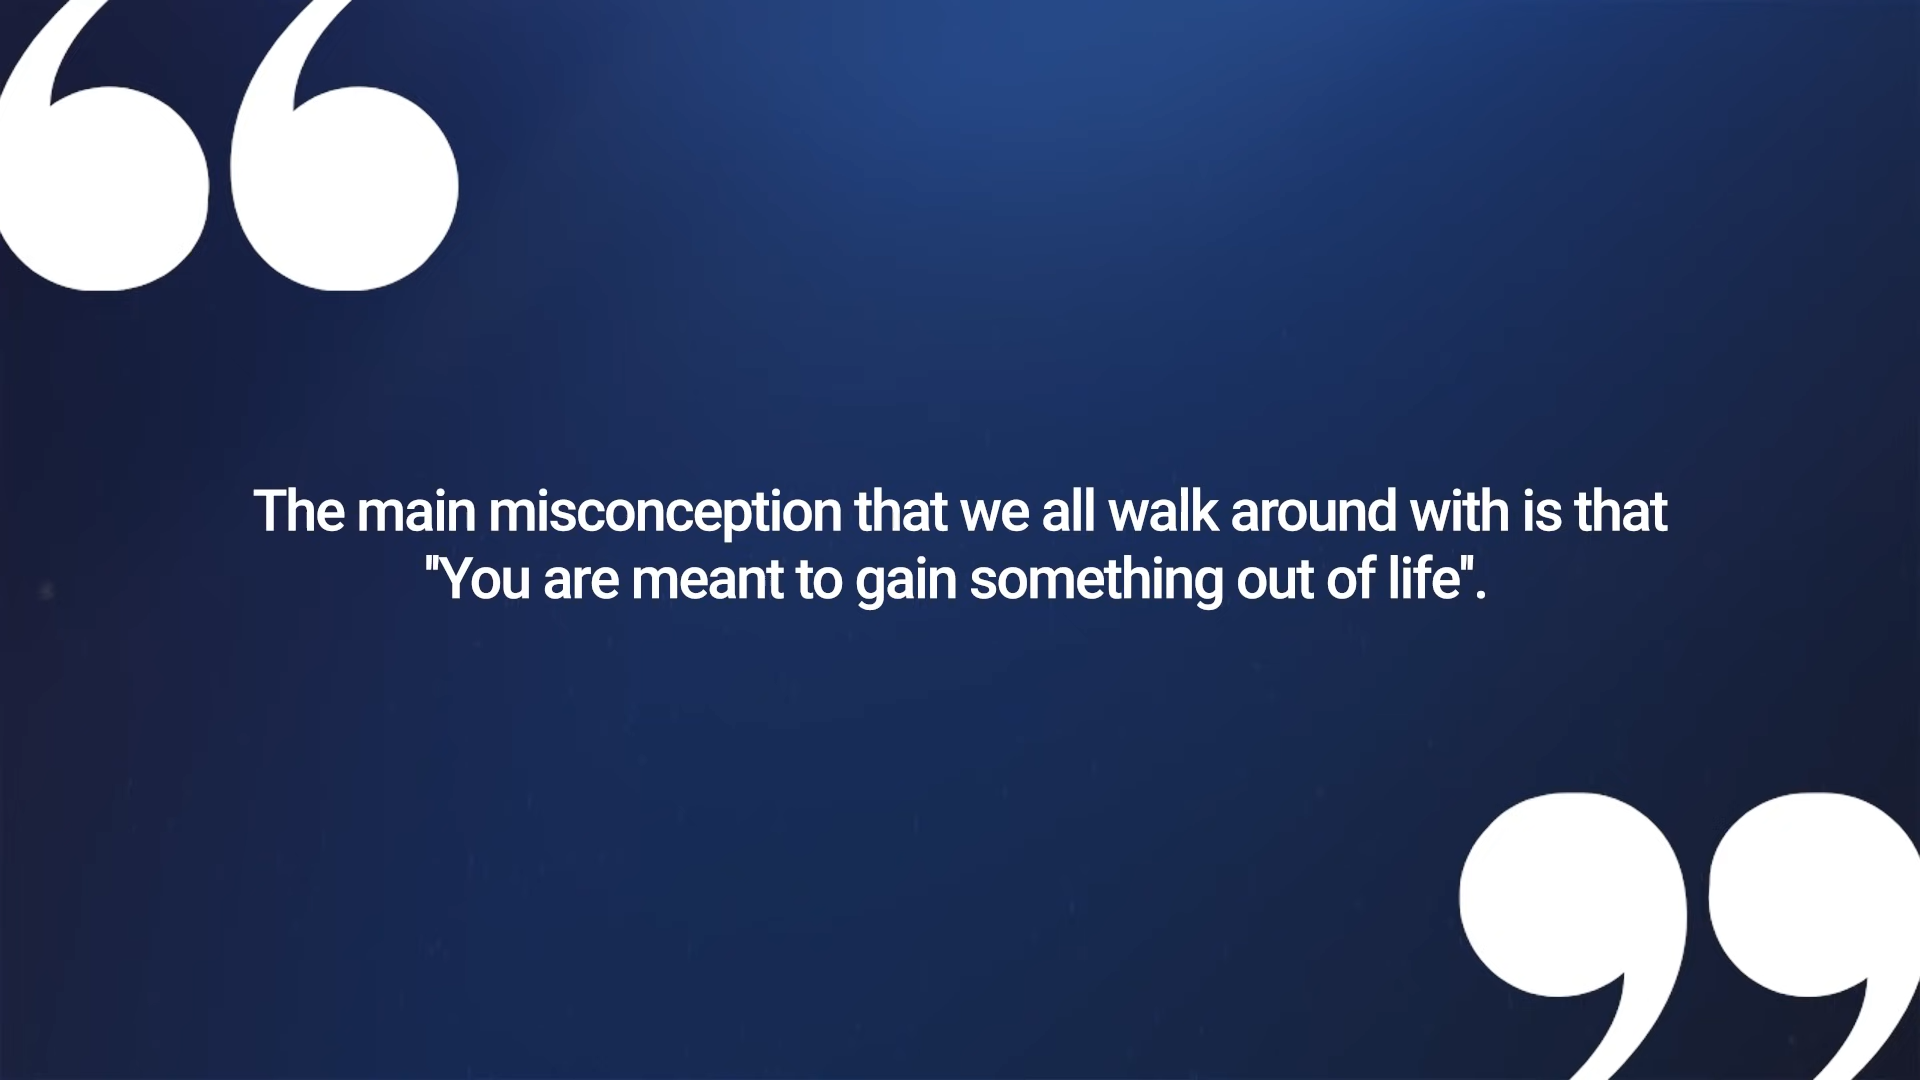 The main misconception that we all walk around with is that
"You are meant to gain something out of life".